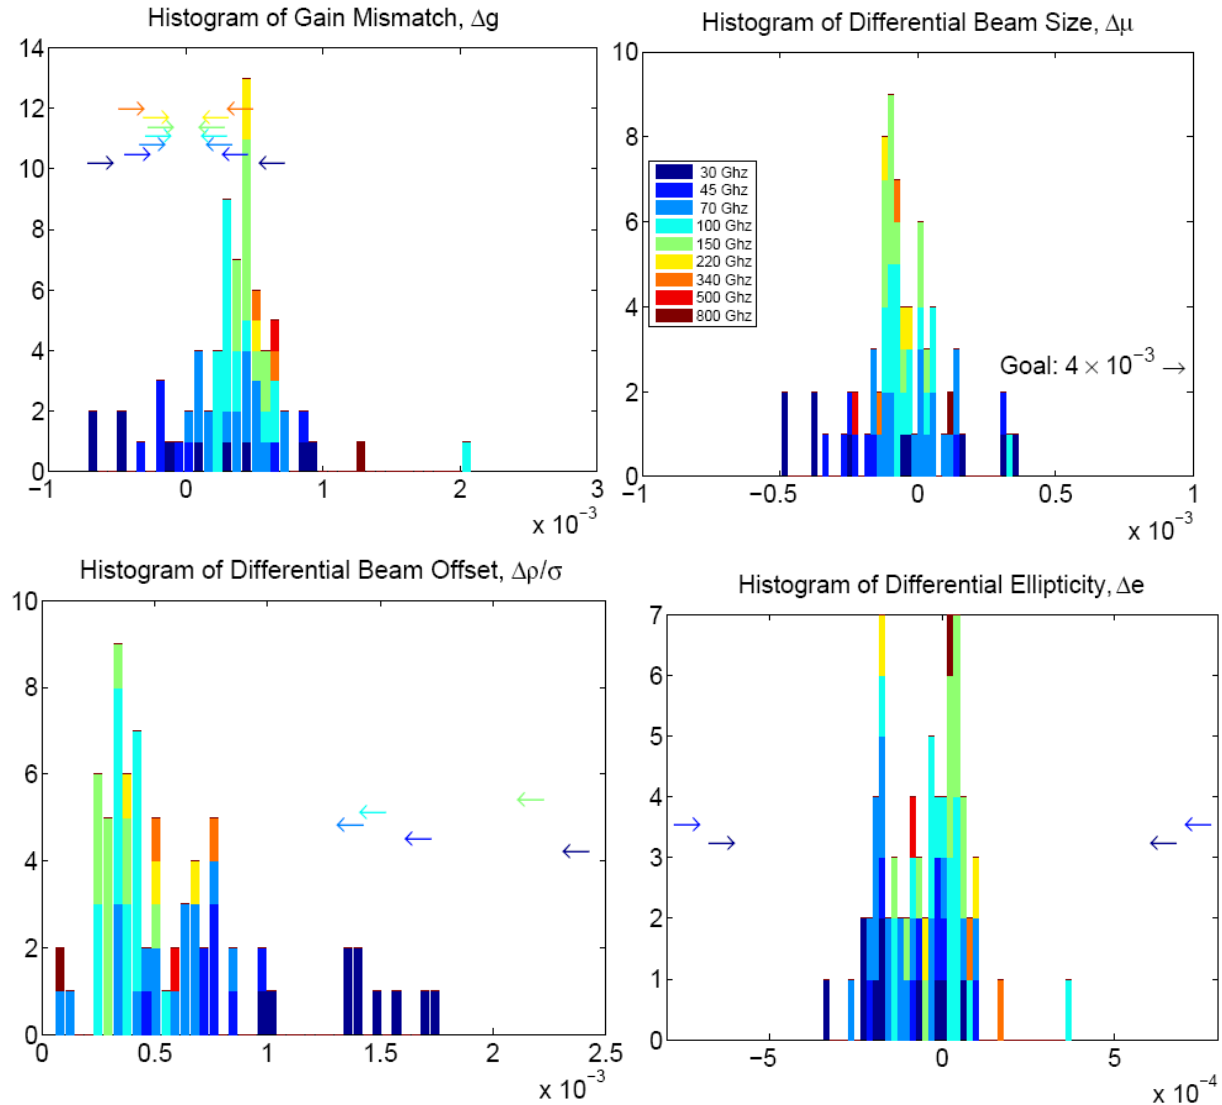 Histogram of Gain Mismatch, Δg
14
12
10
8
6
4
2
0
−1 0 1 2 3
x 10⁻³
Histogram of Differential Beam Size, Δμ
10
8
6
4
2
0
30 Ghz
45 Ghz
70 Ghz
100 Ghz
150 Ghz
220 Ghz
340 Ghz
500 Ghz
800 Ghz
Goal: 4 × 10⁻³ →
−1 −0.5 0 0.5 1
x 10⁻³
Histogram of Differential Beam Offset, Δρ/σ
10
8
6
4
2
0
0 0.5 1 1.5 2 2.5
x 10⁻³
Histogram of Differential Ellipticity, Δe
7
6
5
4
3
2
1
0
−5 0 5
x 10⁻⁴